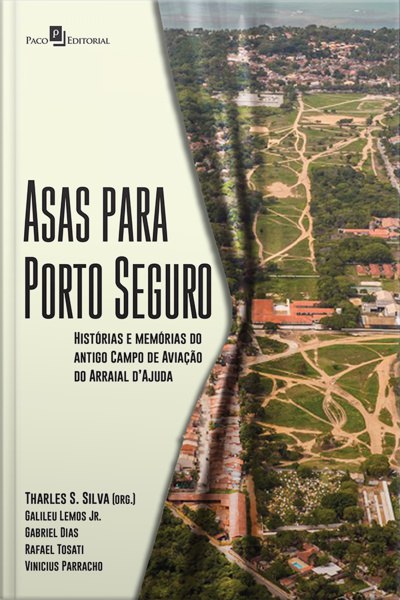 PACO EDITORIAL
ASAS PARA
PORTO SEGURO
HISTÓRIAS E MEMÓRIAS DO
ANTIGO CAMPO DE AVIAÇÃO
DO ARRAIAL D'AJUDA
THARLES S. SILVA (ORG.)
GALILEU LEMOS JR.
GABRIEL DIAS
RAFAEL TOSATI
VINICIUS PARRACHO